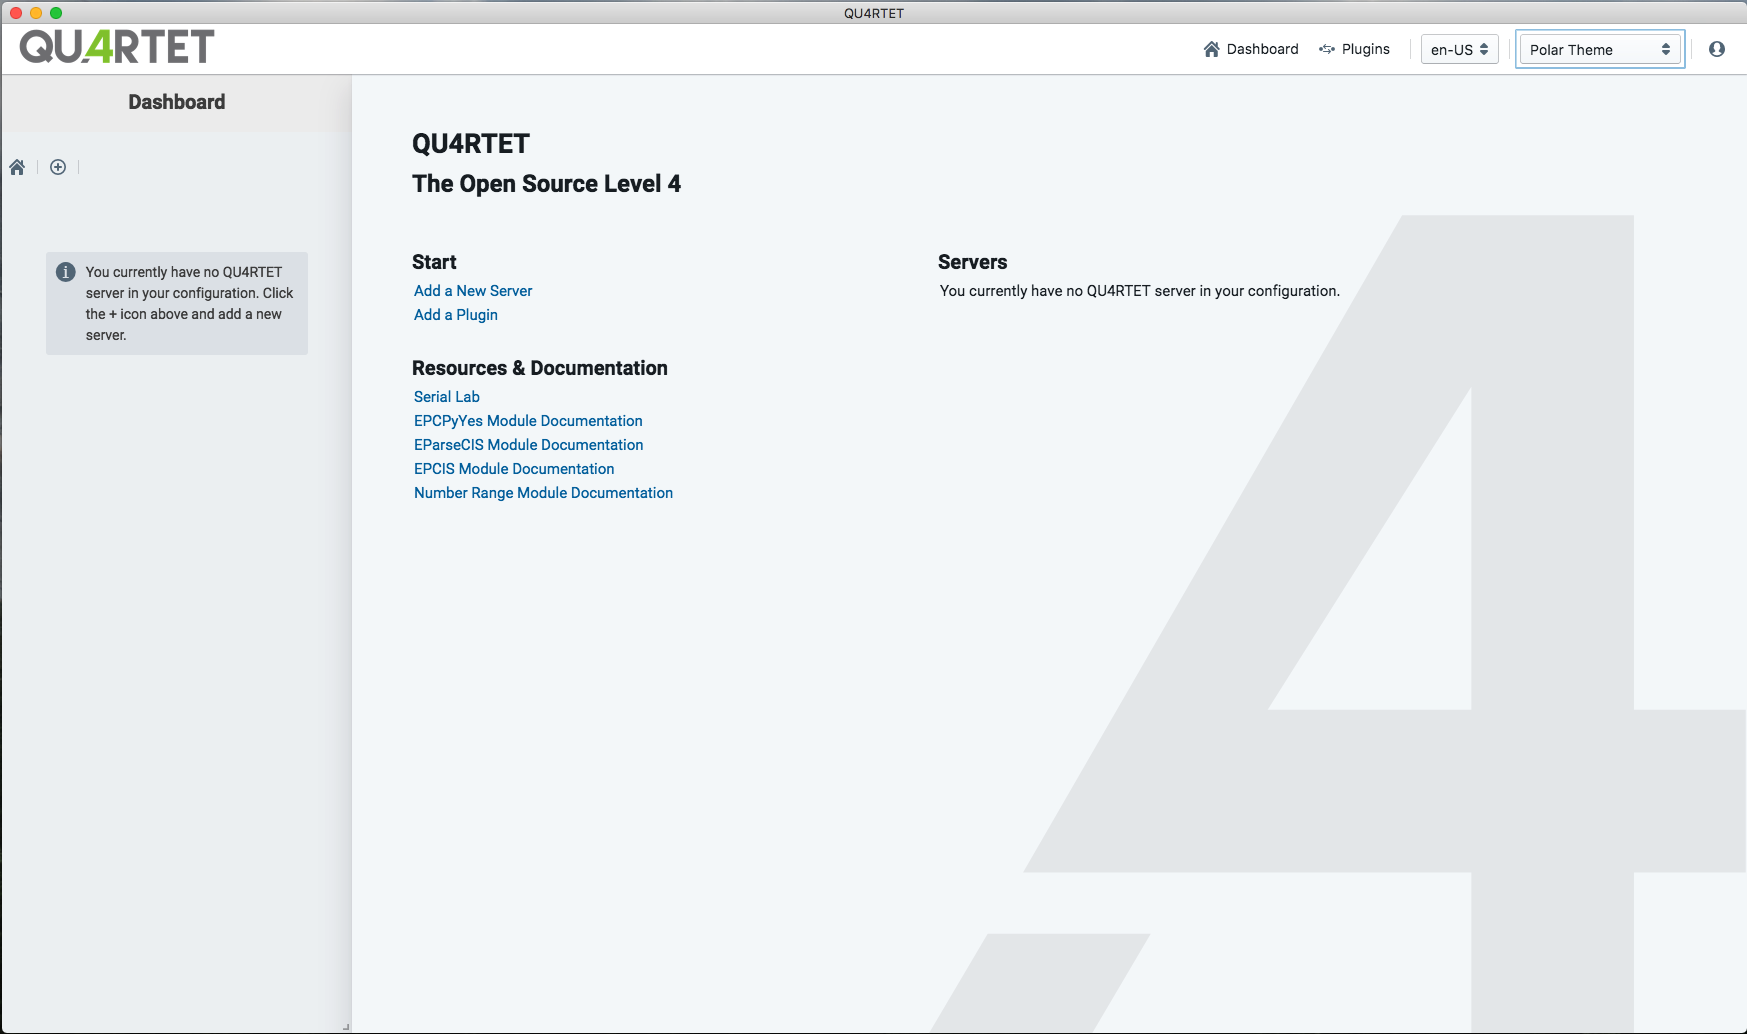 QU4RTET
QU4RTET
Dashboard
Plugins
en-US
Polar Theme
Dashboard
You currently have no QU4RTET
server in your configuration. Click
the + icon above and add a new
server.
QU4RTET
The Open Source Level 4
Start
Add a New Server
Add a Plugin
Servers
You currently have no QU4RTET server in your configuration.
Resources & Documentation
Serial Lab
EPCPyYes Module Documentation
EParseCIS Module Documentation
EPCIS Module Documentation
Number Range Module Documentation
4